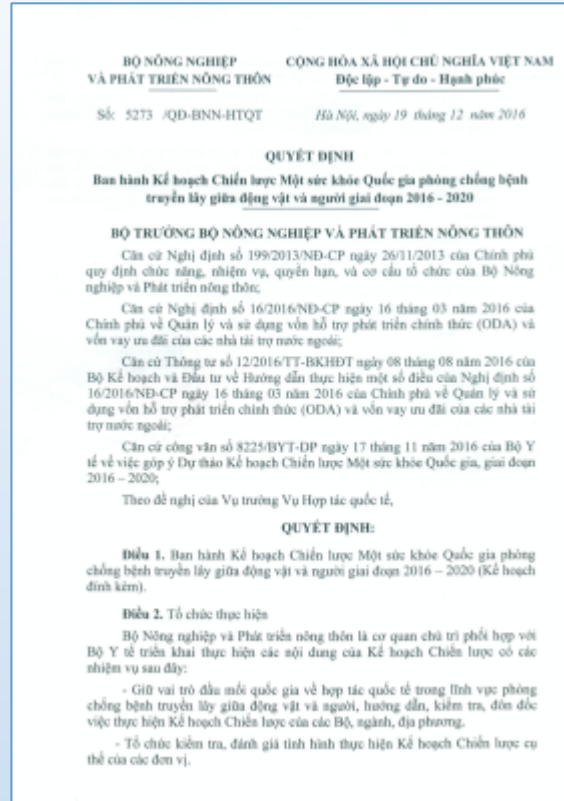 BỘ NÔNG NGHIỆP
VÀ PHÁT TRIỂN NÔNG THÔN
CỘNG HÒA XÃ HỘI CHỦ NGHĨA VIỆT NAM
Độc lập - Tự do - Hạnh phúc
Số: 5273 /QD-BNN-HTQT
Hà Nội, ngày 19 tháng 12 năm 2016
QUYẾT ĐỊNH
Ban hành Kế hoạch Chiến lược Một sức khỏe Quốc gia phòng chống bệnh
truyền lây giữa động vật và người giai đoạn 2016 - 2020
BỘ TRƯỞNG BỘ NÔNG NGHIỆP VÀ PHÁT TRIỂN NÔNG THÔN
Căn cứ Nghị định số 199/2013/NĐ-CP ngày 26/11/2013 của Chính phủ
quy định chức năng, nhiệm vụ, quyền hạn, và cơ cấu tổ chức của Bộ Nông
nghiệp và Phát triển nông thôn;
Căn cứ Nghị định số 16/2016/NĐ-CP ngày 16 tháng 03 năm 2016 của
Chính phủ về Quản lý và sử dụng vốn hỗ trợ phát triển chính thức (ODA) và
vốn vay ưu đãi của các nhà tài trợ nước ngoài;
Căn cứ Thông tư số 12/2016/TT-BKHĐT ngày 08 tháng 08 năm 2016 của
Bộ Kế hoạch và Đầu tư về Hướng dẫn thực hiện một số điều của Nghị định số
16/2016/NĐ-CP ngày 16 tháng 03 năm 2016 của Chính phủ về Quản lý và sử
dụng vốn hỗ trợ phát triển chính thức (ODA) và vốn vay ưu đãi của các nhà tài
trợ nước ngoài;
Căn cứ công văn số 8225/BYT-DP ngày 17 tháng 11 năm 2016 của Bộ Y
tế về việc góp ý Dự thảo Kế hoạch Chiến lược Một sức khỏe Quốc gia, giai đoạn
2016 – 2020;
Theo đề nghị của Vụ trưởng Vụ Hợp tác quốc tế,
QUYẾT ĐỊNH:
Điều 1. Ban hành Kế hoạch Chiến lược Một sức khỏe Quốc gia phòng
chống bệnh truyền lây giữa động vật và người giai đoạn 2016 – 2020 (Kế hoạch
đính kèm).
Điều 2. Tổ chức thực hiện
Bộ Nông nghiệp và Phát triển nông thôn là cơ quan chủ trì phối hợp với
Bộ Y tế triển khai thực hiện các nội dung của Kế hoạch Chiến lược có các
nhiệm vụ sau đây:
- Giữ vai trò đầu mối quốc gia về hợp tác quốc tế trong lĩnh vực phòng
chống bệnh truyền lây giữa động vật và người, hướng dẫn, kiểm tra, đôn đốc
việc thực hiện Kế hoạch Chiến lược của các Bộ, ngành, địa phương.
- Tổ chức kiểm tra, đánh giá tình hình thực hiện Kế hoạch Chiến lược cụ
thể của các đơn vị.